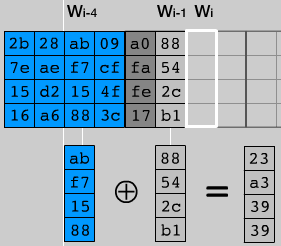 Wi-4 Wi-1 Wi
2b 28 ab 09 a0 88
7e ae f7 cf fa 54
15 d2 15 4f fe 2c
16 a6 88 3c 17 b1
ab 88 23
f7 54 a3
⊕ =
15 2c 39
88 b1 39